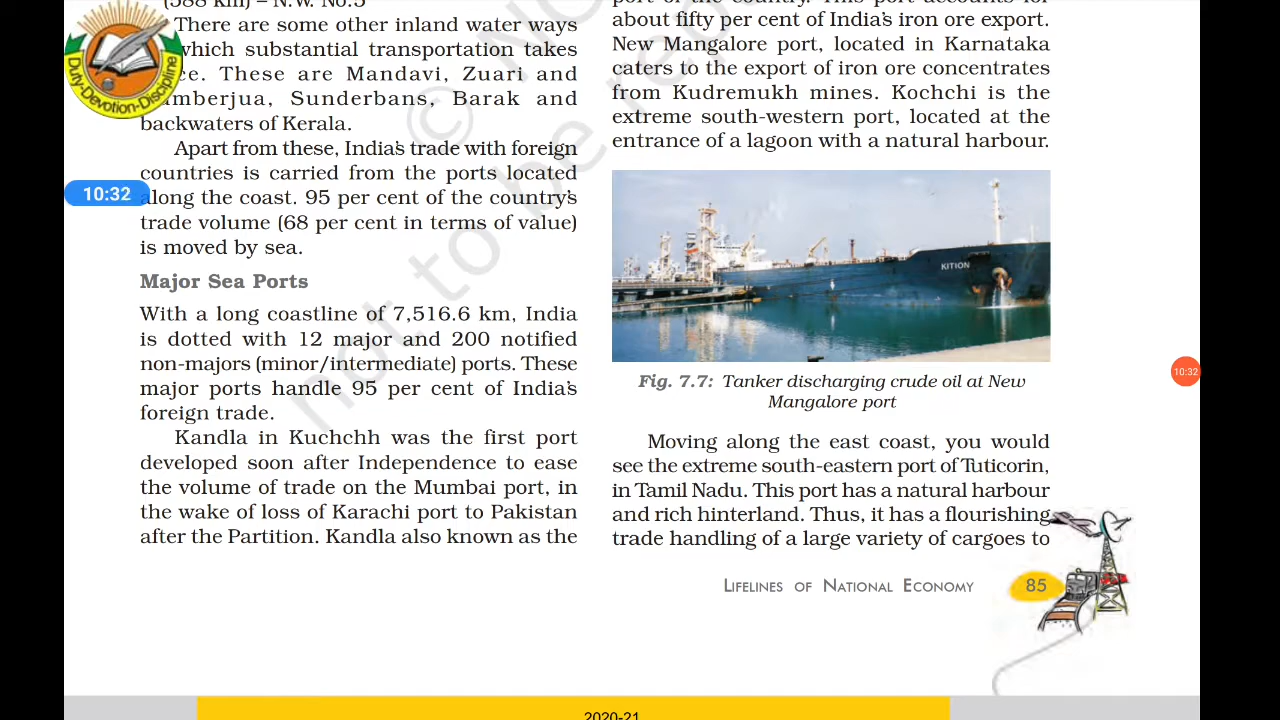 (588 km) – N.W. No.5
There are some other inland water ways
which substantial transportation takes
. These are Mandavi, Zuari and
, Sunderbans, Barak and
backwaters of Kerala.
Apart from these, India's trade with foreign
countries is carried from the ports located
along the coast. 95 per cent of the country's
trade volume (68 per cent in terms of value)
is moved by sea.
Major Sea Ports
With a long coastline of 7,516.6 km, India
is dotted with 12 major and 200 notified
non-majors (minor/intermediate) ports. These
major ports handle 95 per cent of India's
foreign trade.
Kandla in Kuchchh was the first port
developed soon after Independence to ease
the volume of trade on the Mumbai port, in
the wake of loss of Karachi port to Pakistan
after the Partition. Kandla also known as the
port of the country. This port accounts for
about fifty per cent of India's iron ore export.
New Mangalore port, located in Karnataka
caters to the export of iron ore concentrates
from Kudremukh mines. Kochchi is the
extreme south-western port, located at the
entrance of a lagoon with a natural harbour.
KITION
Fig. 7.7: Tanker discharging crude oil at New
Mangalore port
Moving along the east coast, you would
see the extreme south-eastern port of Tuticorin,
in Tamil Nadu. This port has a natural harbour
and rich hinterland. Thus, it has a flourishing
trade handling of a large variety of cargoes to
LIFELINES OF NATIONAL ECONOMY
85
2020-21
Duty-Devotion-Discipline
10:32
10:32
not to be rep
© N